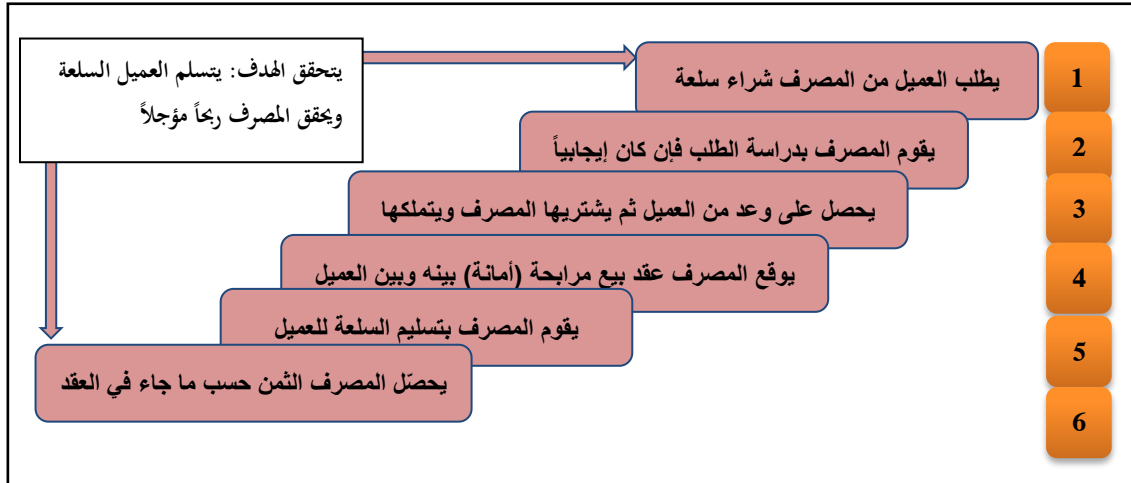 يتحقق الهدف: يتسلم العميل السلعة
ويحقق المصرف ربحاً مؤجلاً
يطلب العميل من المصرف شراء سلعة
1
يقوم المصرف بدراسة الطلب فإن كان إيجابياً
2
يحصل على وعد من العميل ثم يشتريها المصرف ويتملكها
3
يوقع المصرف عقد بيع مرابحة (أمانة) بينه وبين العميل
4
يقوم المصرف بتسليم السلعة للعميل
5
يحصّل المصرف الثمن حسب ما جاء في العقد
6